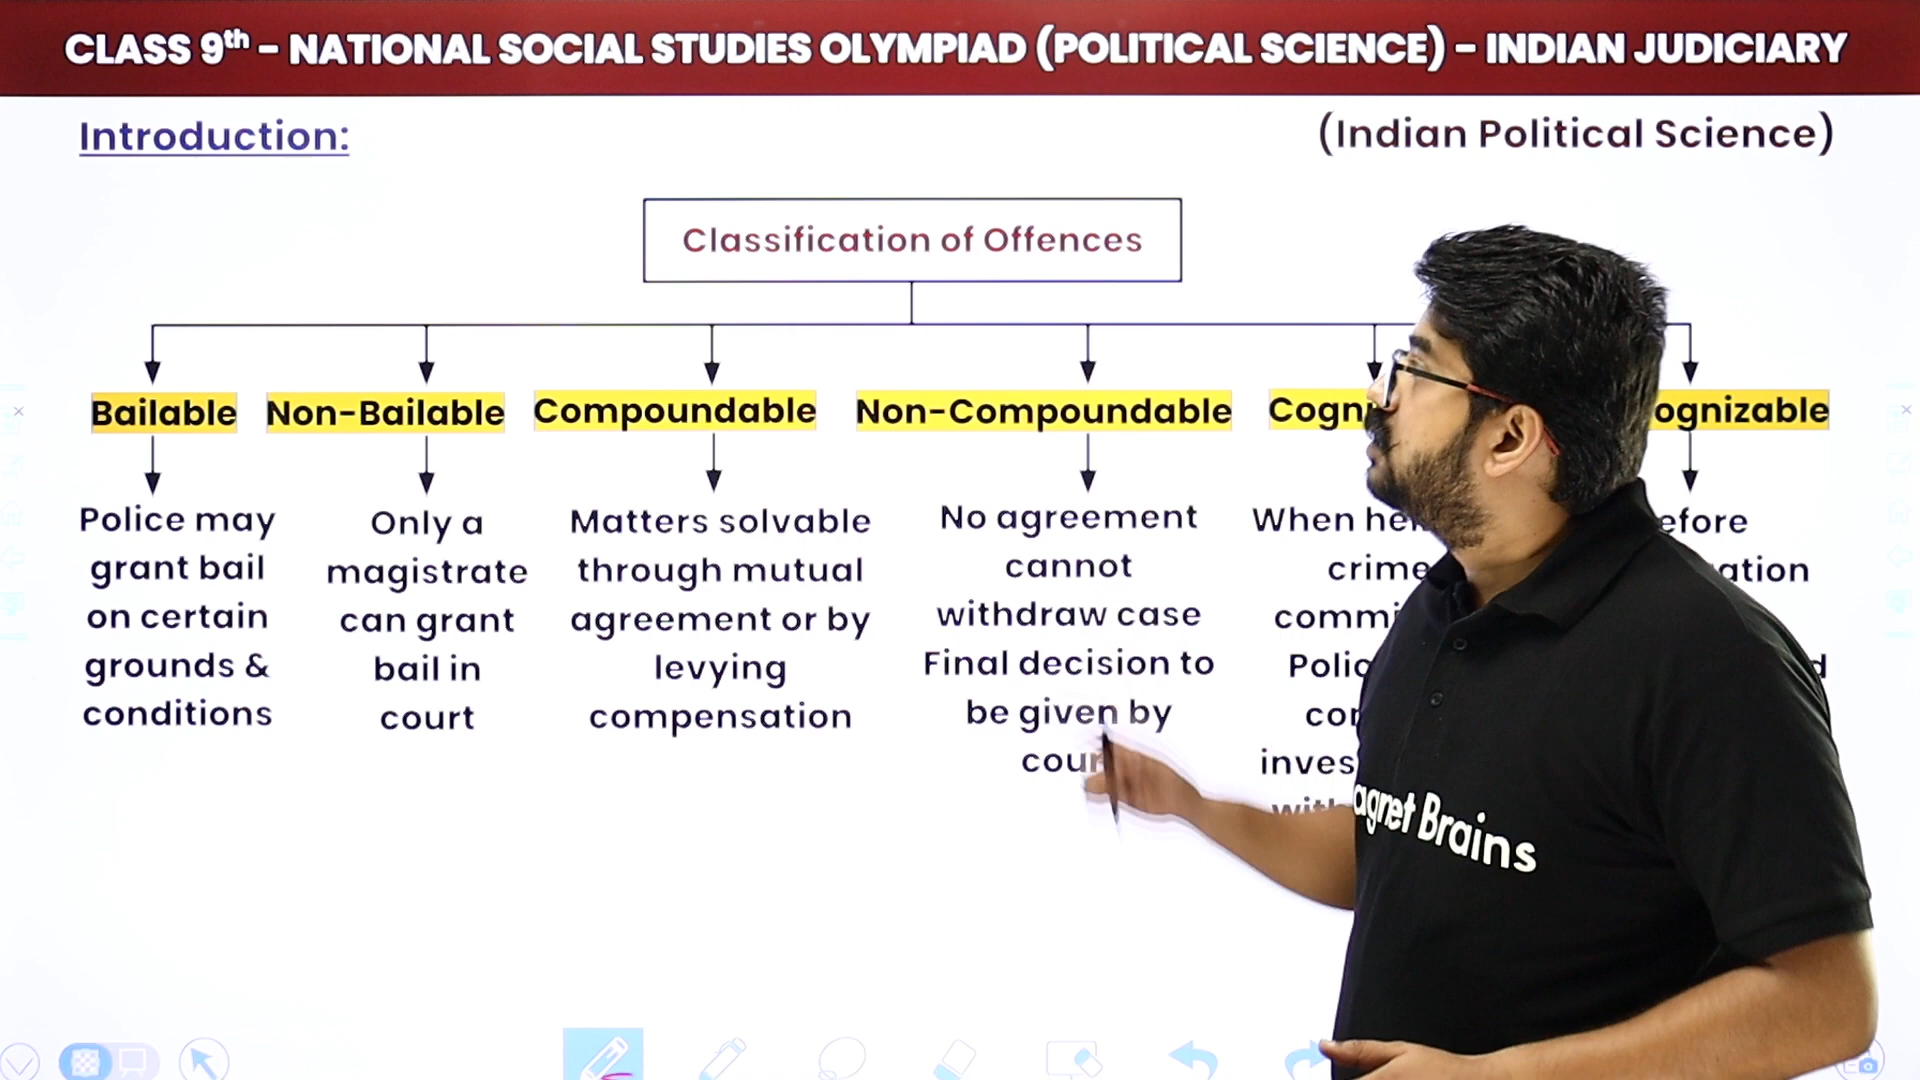 CLASS 9th – NATIONAL SOCIAL STUDIES OLYMPIAD (POLITICAL SCIENCE) – INDIAN JUDICIARY
Introduction:
(Indian Political Science)
Classification of Offences
Bailable
Police may
grant bail
on certain
grounds &
conditions
Non-Bailable
Only a
magistrate
can grant
bail in
court
Compoundable
Matters solvable
through mutual
agreement or by
levying
compensation
Non-Compoundable
No agreement
cannot
withdraw case
Final decision to
be given by
When
crime
Brains